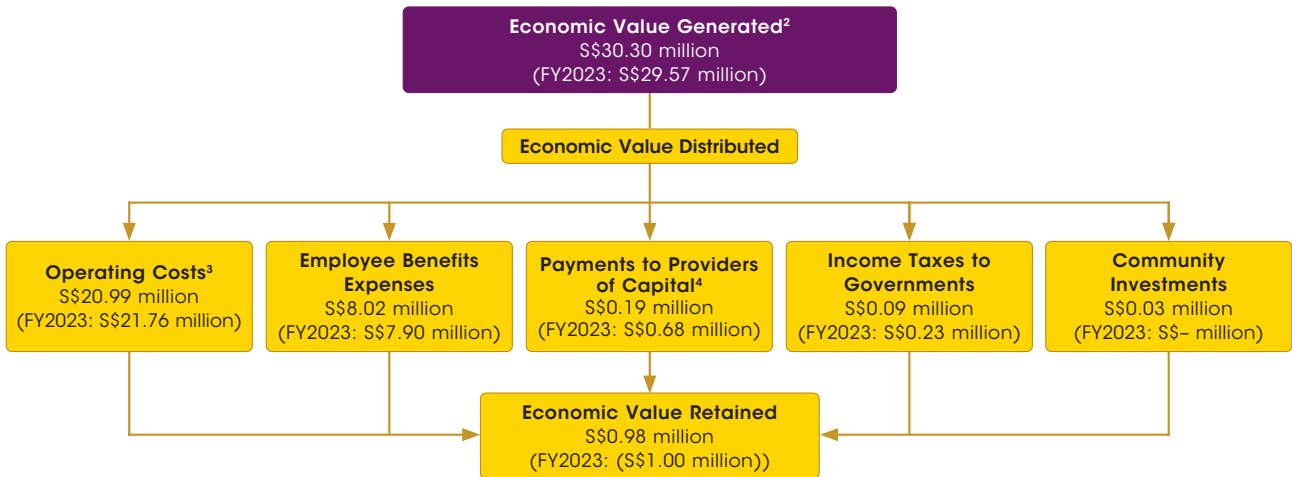 Economic Value Generated²
S$30.30 million
(FY2023: S$29.57 million)
Economic Value Distributed
Operating Costs³
S$20.99 million
(FY2023: S$21.76 million)
Employee Benefits
Expenses
S$8.02 million
(FY2023: S$7.90 million)
Payments to Providers
of Capital⁴
S$0.19 million
(FY2023: S$0.68 million)
Income Taxes to
Governments
S$0.09 million
(FY2023: S$0.23 million)
Community
Investments
S$0.03 million
(FY2023: S$– million)
Economic Value Retained
S$0.98 million
(FY2023: (S$1.00 million))